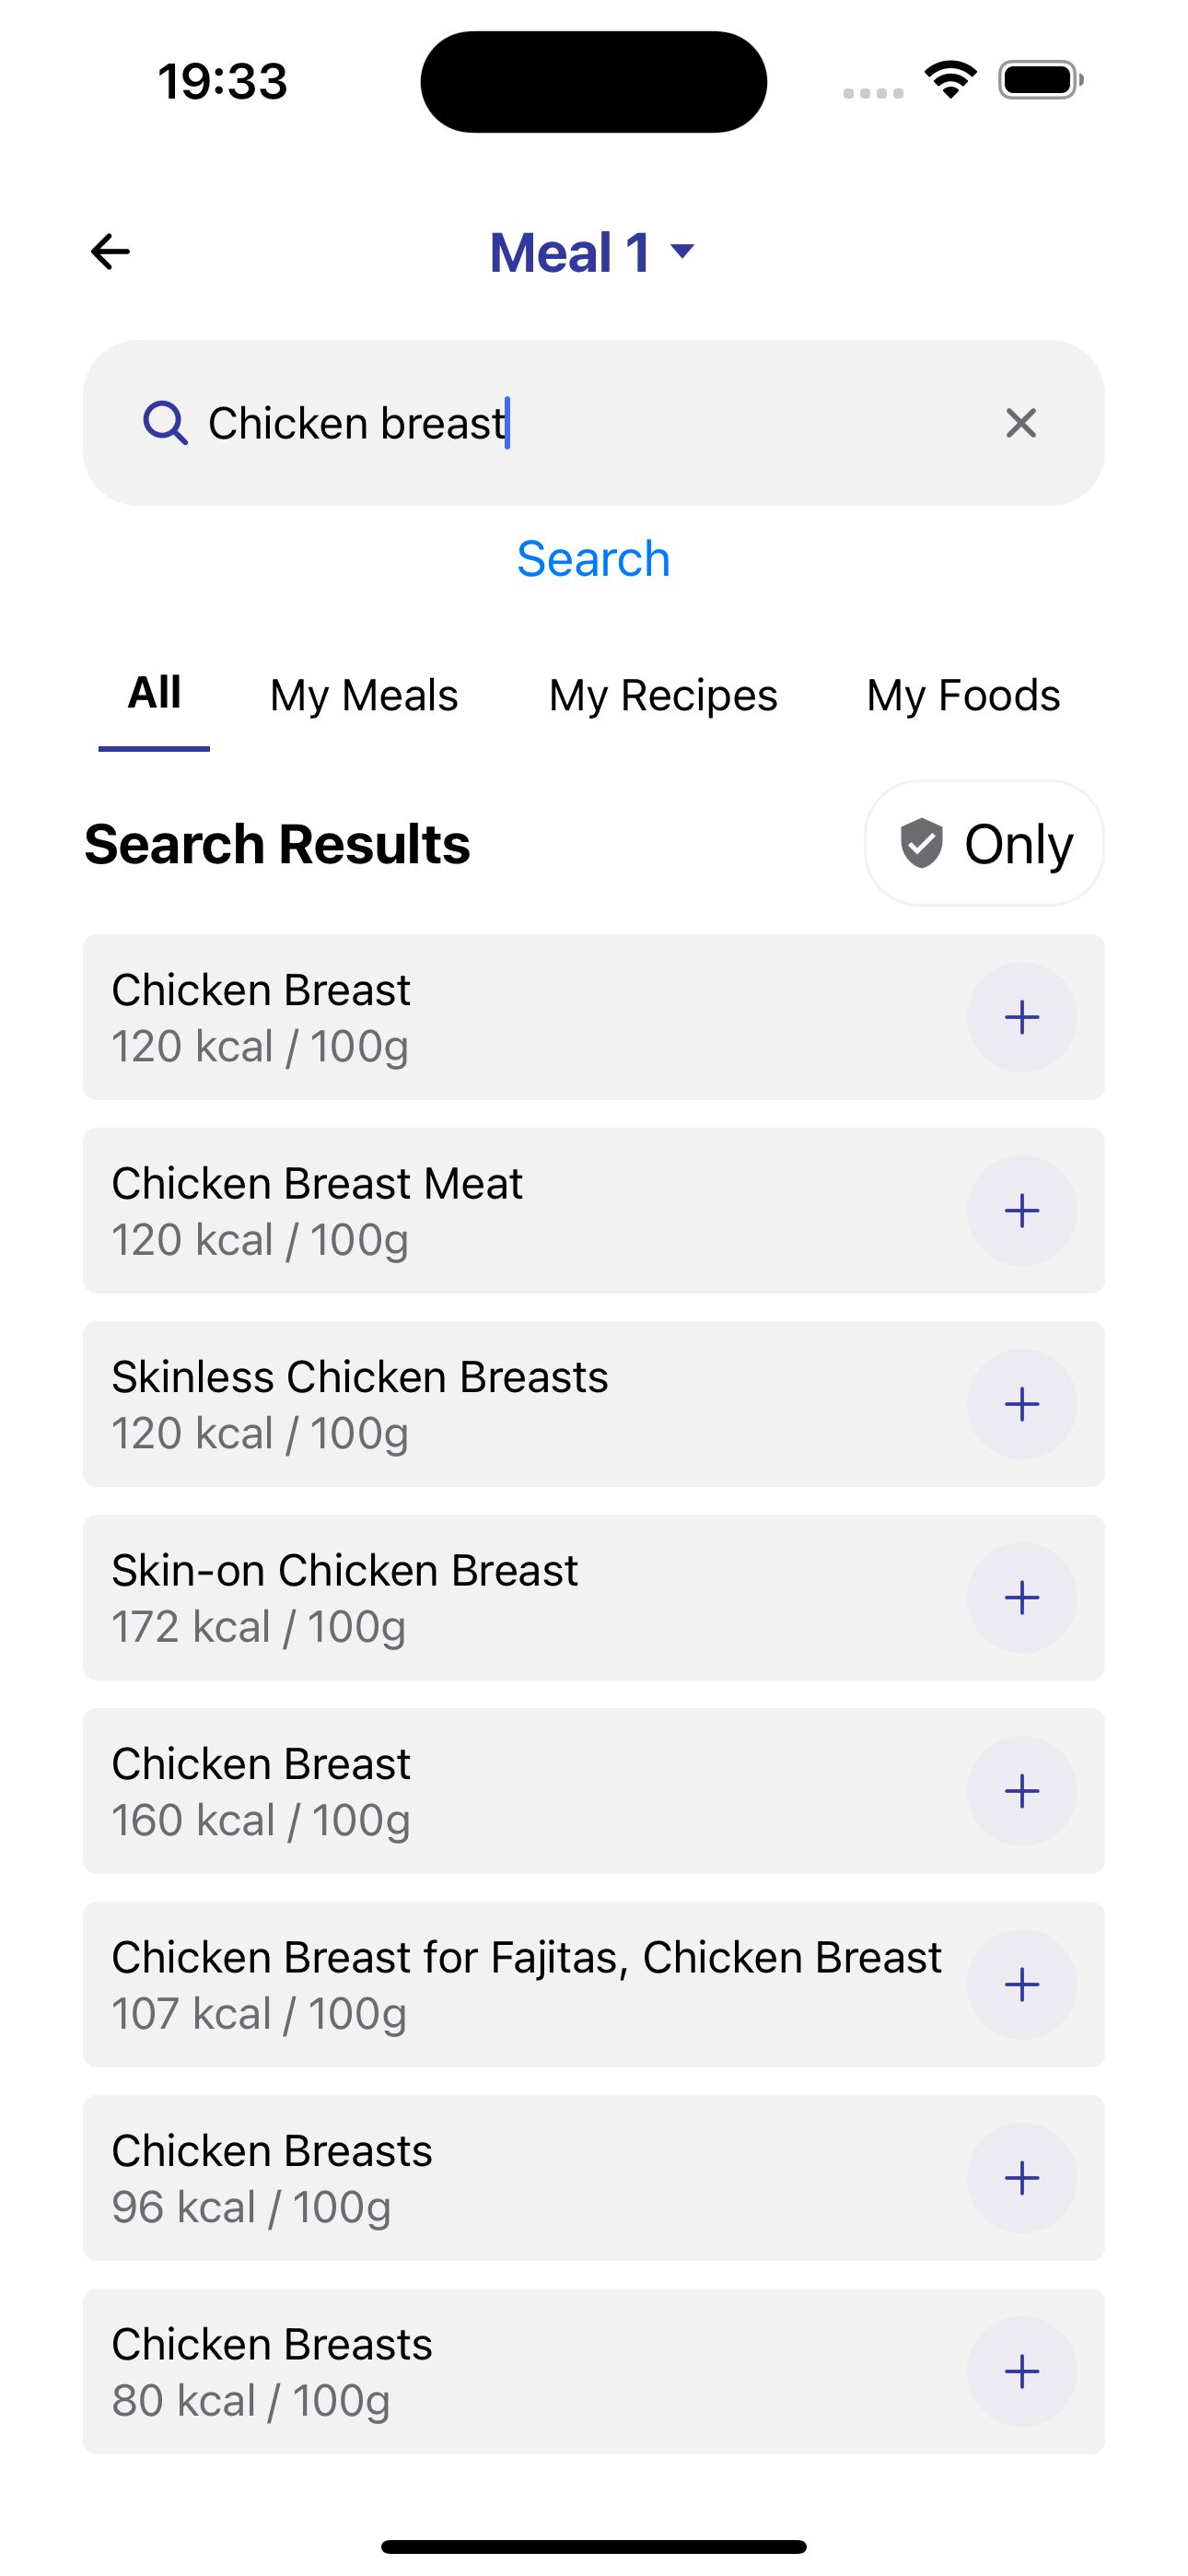 19:33
Meal 1
Chicken breast
Search
All My Meals My Recipes My Foods
Search Results
Only
Chicken Breast
120 kcal / 100g
Chicken Breast Meat
120 kcal / 100g
Skinless Chicken Breasts
120 kcal / 100g
Skin-on Chicken Breast
172 kcal / 100g
Chicken Breast
160 kcal / 100g
Chicken Breast for Fajitas, Chicken Breast
107 kcal / 100g
Chicken Breasts
96 kcal / 100g
Chicken Breasts
80 kcal / 100g